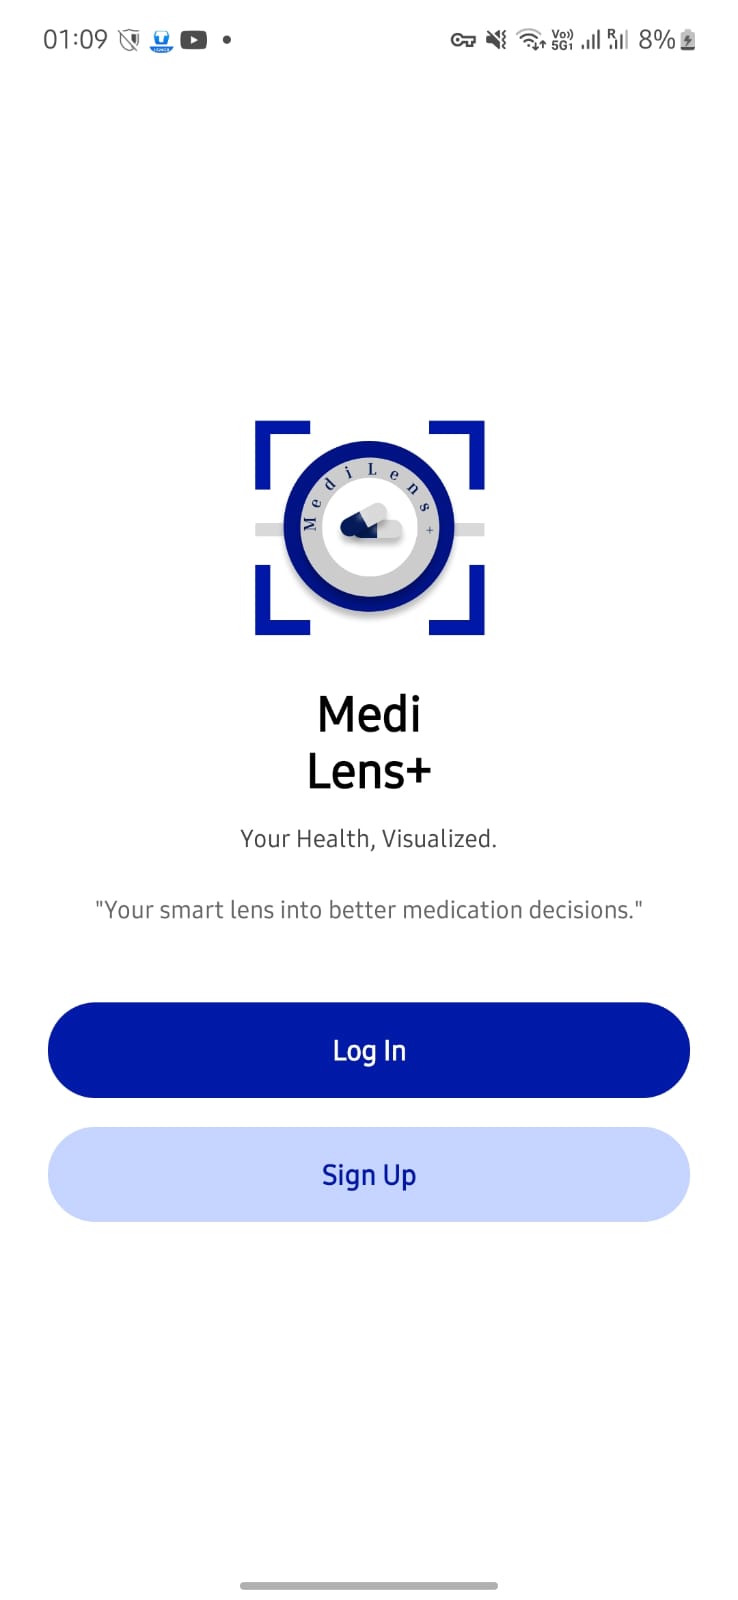 01:09 Vo)) 5G1 R 8%
MediLens+
Medi
Lens+
Your Health, Visualized.
"Your smart lens into better medication decisions."
Log In
Sign Up